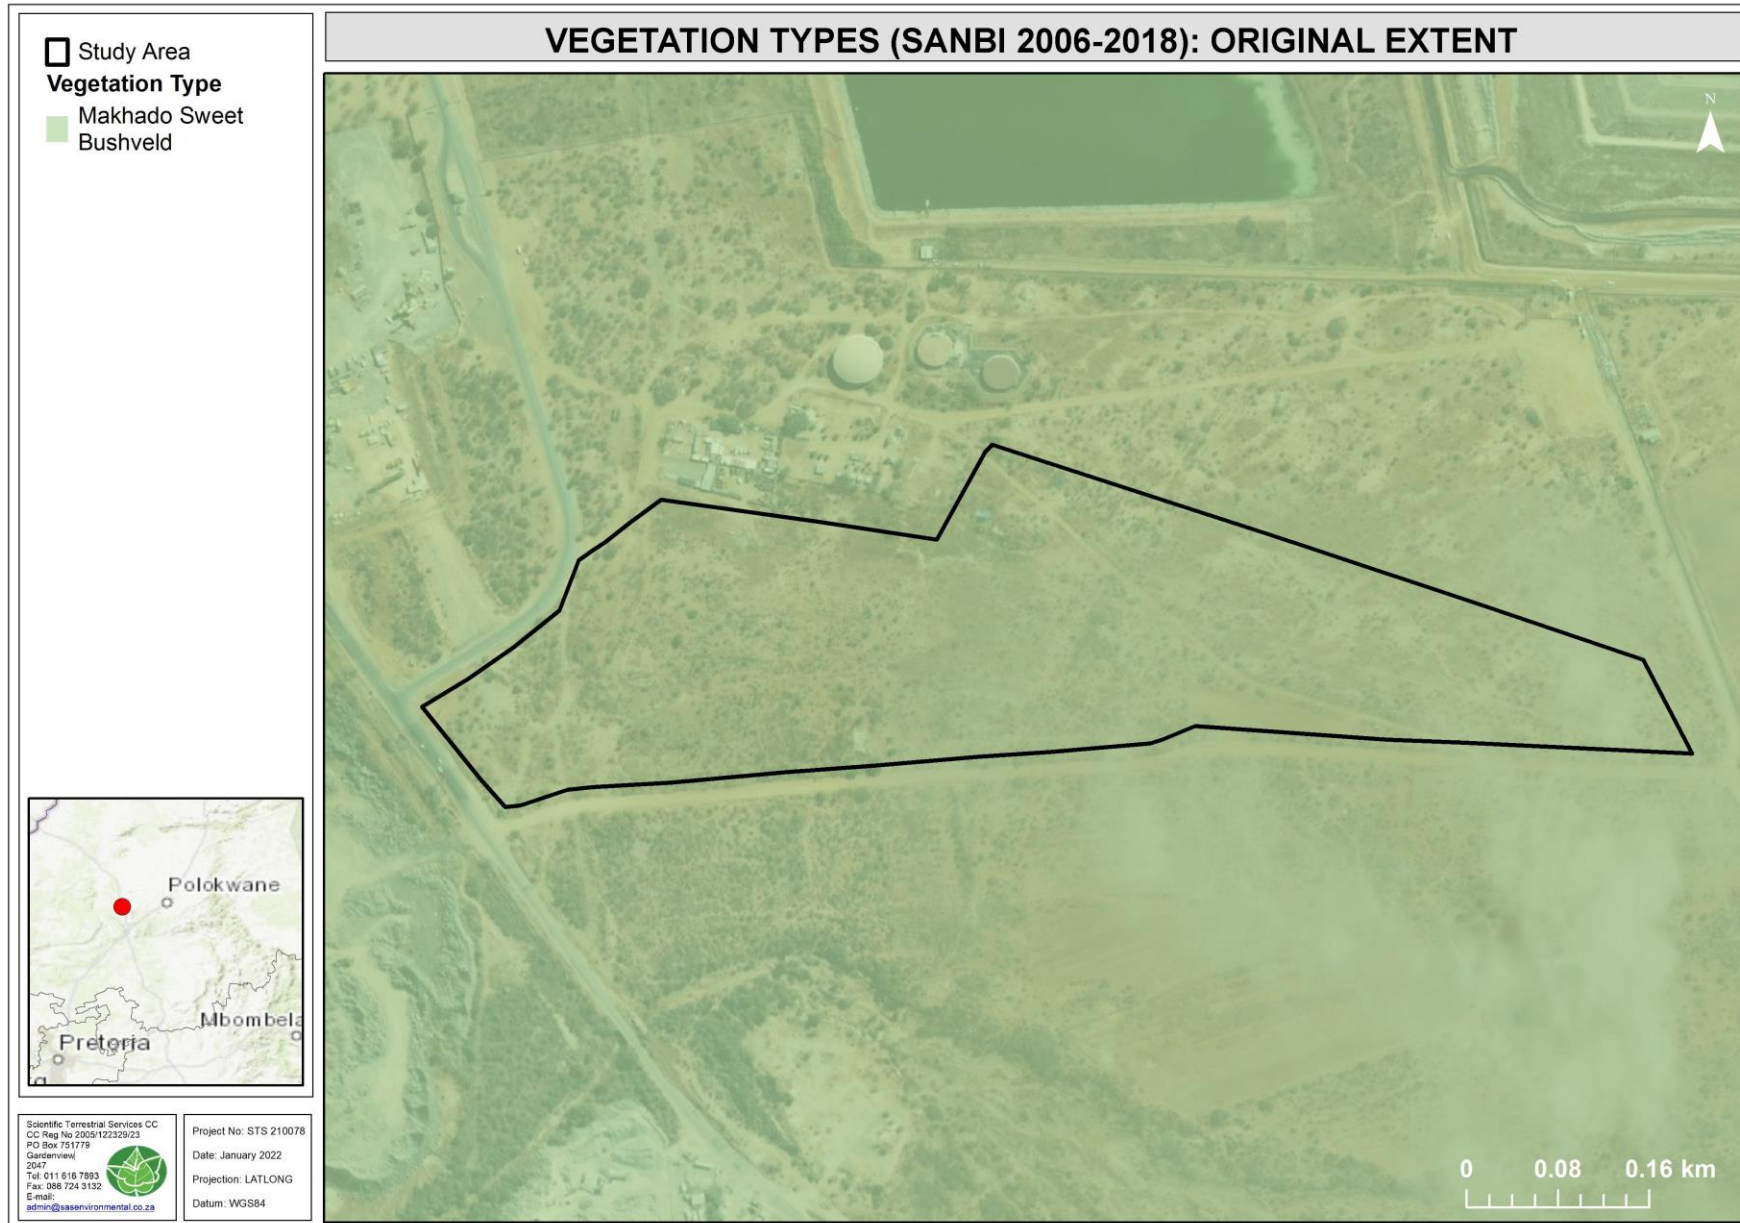 VEGETATION TYPES (SANBI 2006-2018): ORIGINAL EXTENT
Study Area
Vegetation Type
Makhado Sweet
Bushveld
N
Polokwane
Mbombela
Pretoria
0 0.08 0.16 km
Scientific Terrestrial Services CC
CC Reg No 2005/122329/23
PO Box 751779
Gardenview
2047
Tel: 011 616 7893
Fax: 086 724 3132
E-mail:
admin@sasenvironmental.co.za
Project No: STS 210078
Date: January 2022
Projection: LATLONG
Datum: WGS84